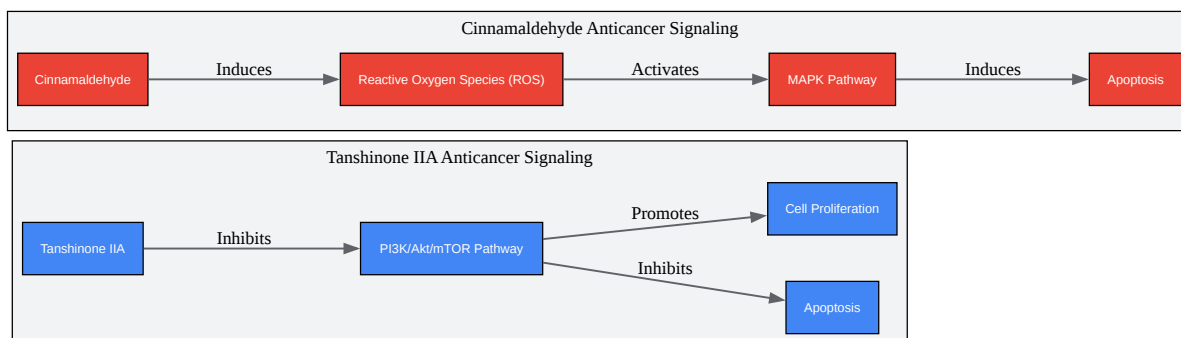 Cinnamaldehyde Anticancer Signaling
Cinnamaldehyde
Induces
Reactive Oxygen Species (ROS)
Activates
MAPK Pathway
Induces
Apoptosis
Tanshinone IIA Anticancer Signaling
Tanshinone IIA
Inhibits
PI3K/Akt/mTOR Pathway
Promotes
Cell Proliferation
Inhibits
Apoptosis